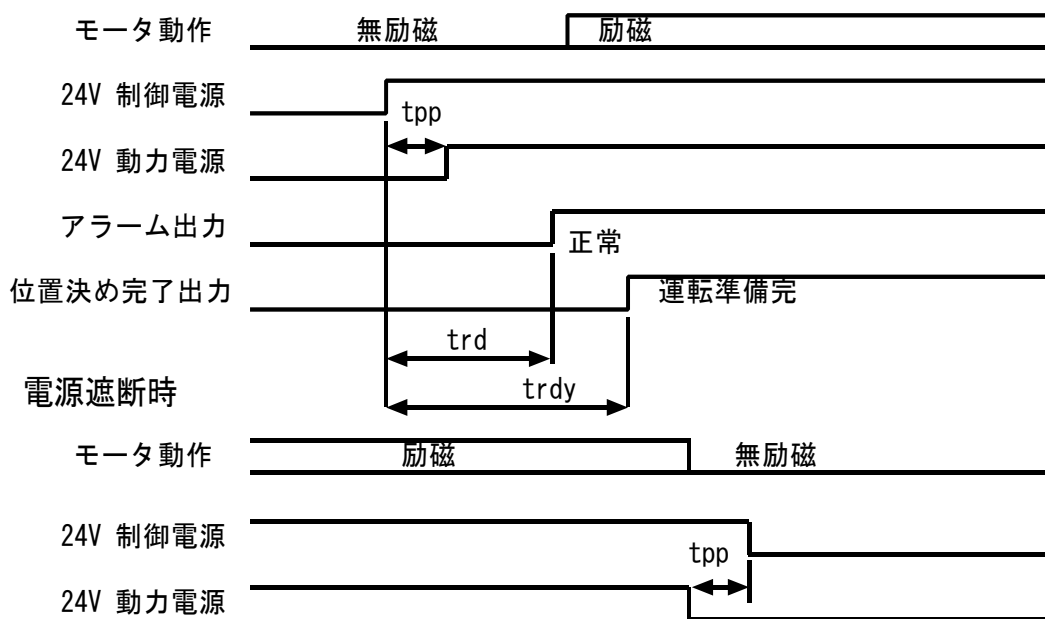 モータ動作 無励磁 励磁
24V 制御電源
tpp
24V 動力電源
アラーム出力
正常
位置決め完了出力 運転準備完
trd
電源遮断時 trdy
モータ動作 励磁 無励磁
24V 制御電源
tpp
24V 動力電源